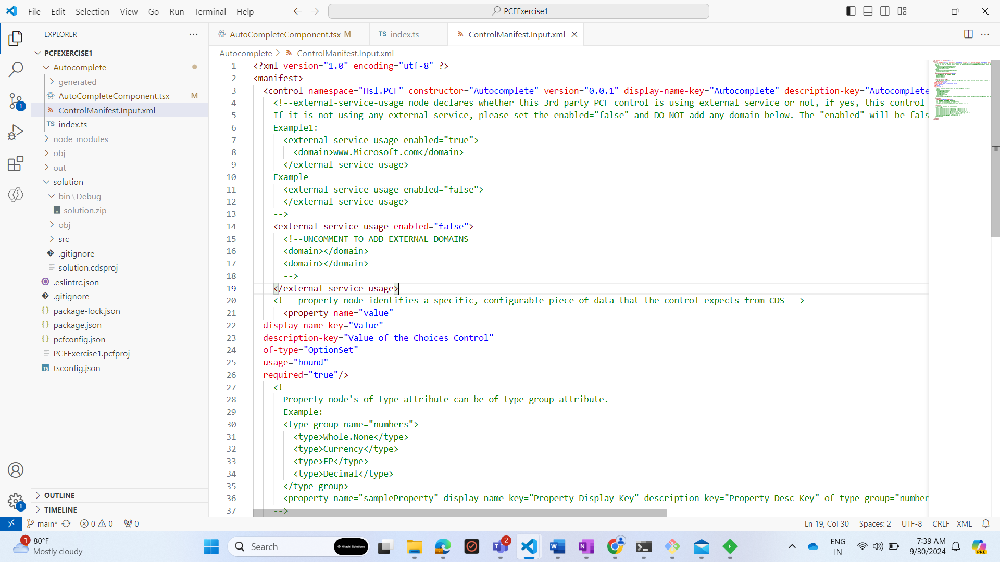 File Edit Selection View Go Run Terminal Help
PCFExercise1
EXPLORER
PCFEXERCISE1
Autocomplete
generated
AutoCompleteComponent.tsx M
ControlManifest.Input.xml
TS index.ts
node_modules
obj
out
solution
bin\Debug
solution.zip
obj
src
.gitignore
solution.cdsproj
.eslintrc.json
.gitignore
{} package-lock.json
{} package.json
{} pcfconfig.json
PCFExercise1.pcfproj
TS tsconfig.json
OUTLINE
TIMELINE
1
1
AutoCompleteComponent.tsx M
TS index.ts
ControlManifest.Input.xml
Autocomplete > ControlManifest.Input.xml
1 <?xml version="1.0" encoding="utf-8" ?>
2 <manifest>
3 <control namespace="Hsl.PCF" constructor="Autocomplete" version="0.0.1" display-name-key="Autocomplete" description-key="Autocomplete
4 <!--external-service-usage node declares whether this 3rd party PCF control is using external service or not, if yes, this control
5 If it is not using any external service, please set the enabled="false" and DO NOT add any domain below. The "enabled" will be fals
6 Example1:
7 <external-service-usage enabled="true">
8 <domain>www.Microsoft.com</domain>
9 </external-service-usage>
10 Example
11 <external-service-usage enabled="false">
12 </external-service-usage>
13 -->
14 <external-service-usage enabled="false">
15 <!--UNCOMMENT TO ADD EXTERNAL DOMAINS
16 <domain></domain>
17 <domain></domain>
18 -->
19 </external-service-usage>
20 <!-- property node identifies a specific, configurable piece of data that the control expects from CDS -->
21 <property name="value"
22 display-name-key="Value"
23 description-key="Value of the Choices Control"
24 of-type="OptionSet"
25 usage="bound"
26 required="true"/>
27 <!--
28 Property node's of-type attribute can be of-type-group attribute.
29 Example:
30 <type-group name="numbers">
31 <type>Whole.None</type>
32 <type>Currency</type>
33 <type>FP</type>
34 <type>Decimal</type>
35 </type-group>
36 <property name="sampleProperty" display-name-key="Property_Display_Key" description-key="Property_Desc_Key" of-type-group="number
37 -->
main* 0 0 0
Ln 19, Col 30 Spaces: 2 UTF-8 CRLF XML
1
80°F
Mostly cloudy
Search
Hitachi Solutions
2
ENG
IN
7:39 AM
9/30/2024
PRE